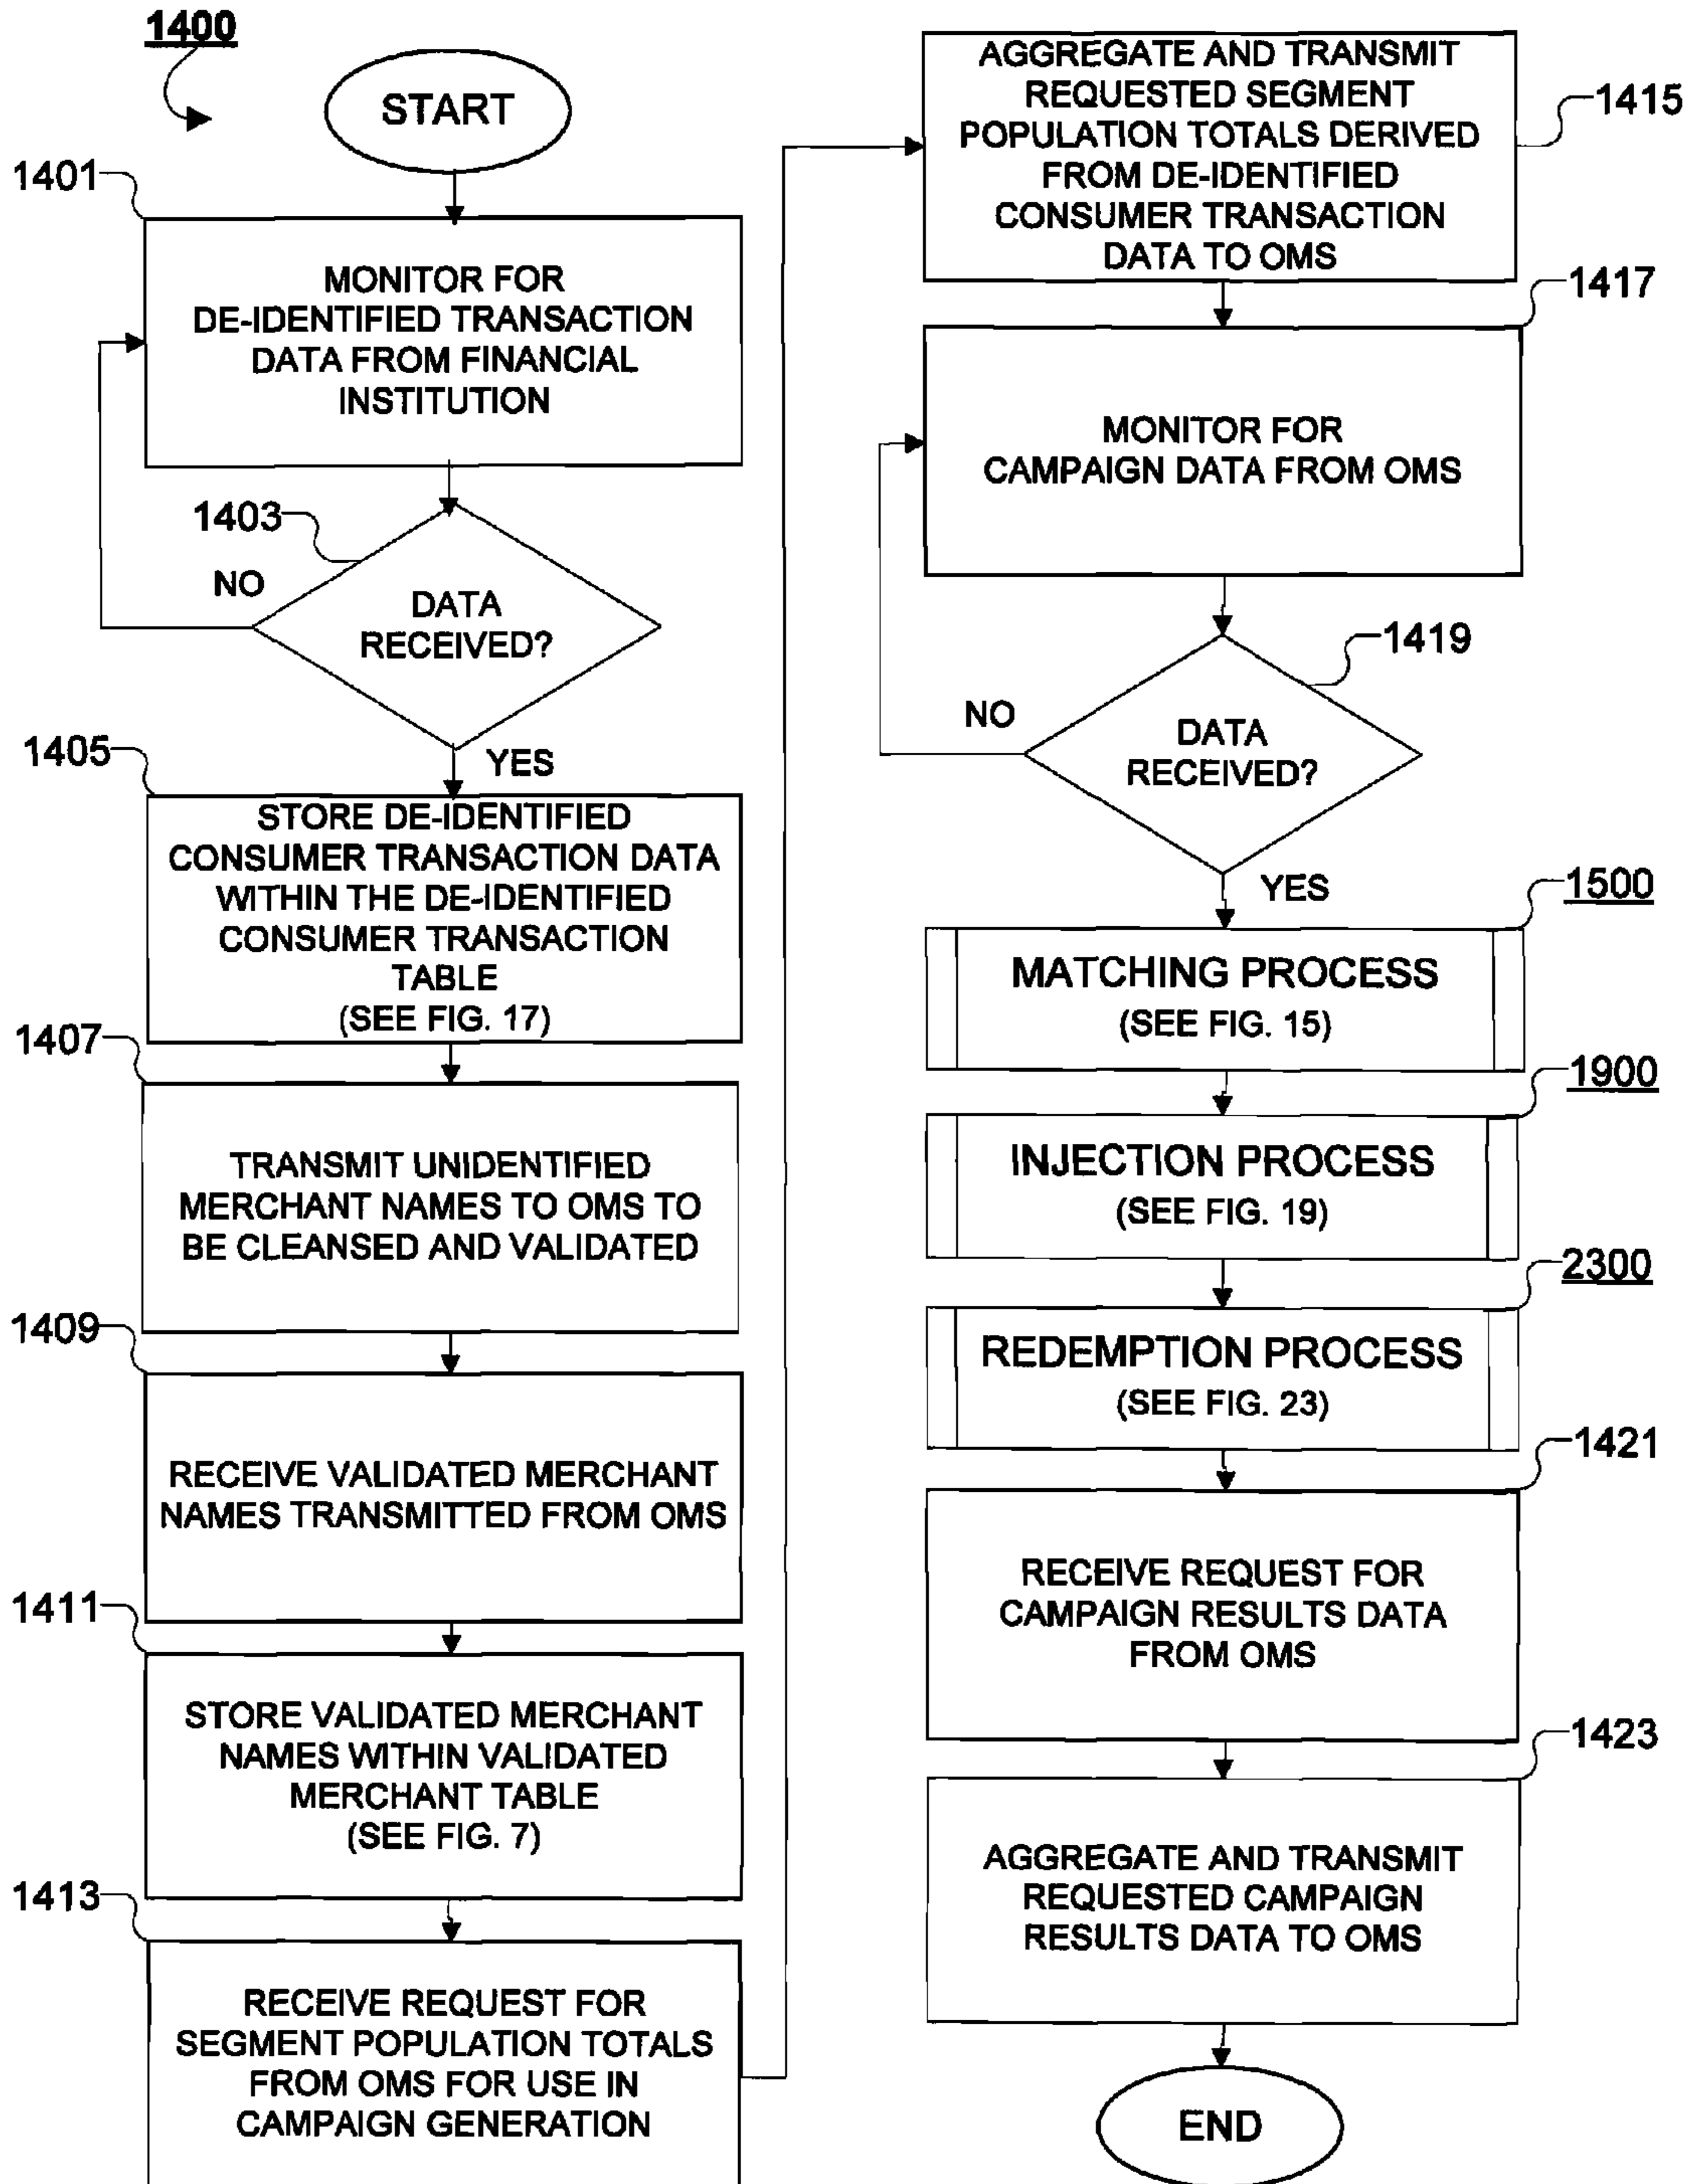 1400
START
1401
MONITOR FOR
DE-IDENTIFIED TRANSACTION
DATA FROM FINANCIAL
INSTITUTION
1403
NO
DATA
RECEIVED?
YES
1405
STORE DE-IDENTIFIED
CONSUMER TRANSACTION DATA
WITHIN THE DE-IDENTIFIED
CONSUMER TRANSACTION
TABLE
(SEE FIG. 17)
1407
TRANSMIT UNIDENTIFIED
MERCHANT NAMES TO OMS TO
BE CLEANSED AND VALIDATED
1409
RECEIVE VALIDATED MERCHANT
NAMES TRANSMITTED FROM OMS
1411
STORE VALIDATED MERCHANT
NAMES WITHIN VALIDATED
MERCHANT TABLE
(SEE FIG. 7)
1413
RECEIVE REQUEST FOR
SEGMENT POPULATION TOTALS
FROM OMS FOR USE IN
CAMPAIGN GENERATION
AGGREGATE AND TRANSMIT
REQUESTED SEGMENT
POPULATION TOTALS DERIVED
FROM DE-IDENTIFIED
CONSUMER TRANSACTION
DATA TO OMS
1415
1417
MONITOR FOR
CAMPAIGN DATA FROM OMS
1419
NO
DATA
RECEIVED?
YES
1500
MATCHING PROCESS
(SEE FIG. 15)
1900
INJECTION PROCESS
(SEE FIG. 19)
2300
REDEMPTION PROCESS
(SEE FIG. 23)
1421
RECEIVE REQUEST FOR
CAMPAIGN RESULTS DATA
FROM OMS
1423
AGGREGATE AND TRANSMIT
REQUESTED CAMPAIGN
RESULTS DATA TO OMS
END